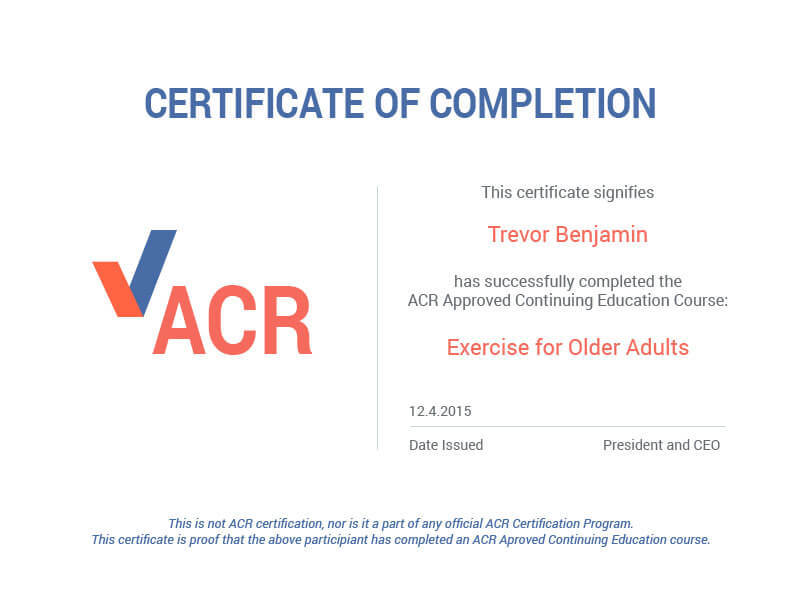 CERTIFICATE OF COMPLETION
ACR
This certificate signifies
Trevor Benjamin
has successfully completed the
ACR Approved Continuing Education Course:
Exercise for Older Adults
12.4.2015
Date Issued President and CEO
This is not ACR certification, nor is it a part of any official ACR Certification Program.
This certificate is proof that the above participiant has completed an ACR Aproved Continuing Education course.